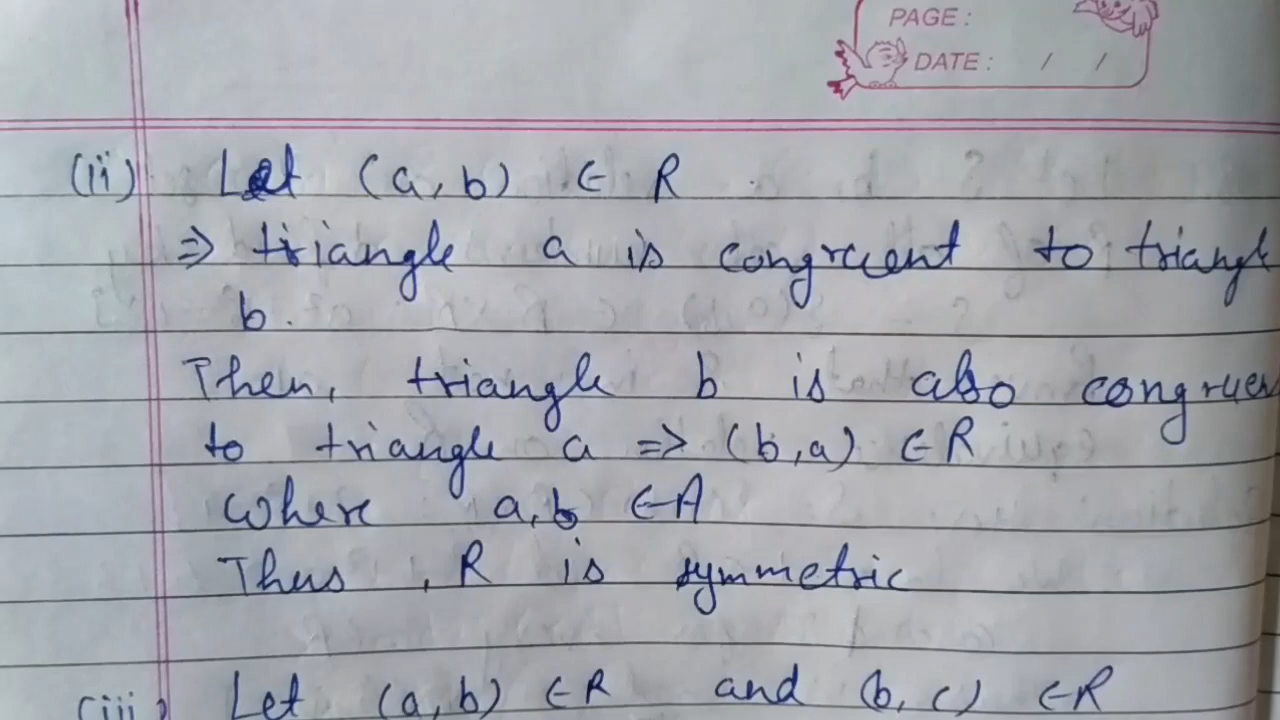 PAGE :
DATE : / /
(ii) Let (a, b) ∈ R
⇒ triangle a is congruent to triangle
b.
Then, triangle b is also congruen
to triangle a => (b,a) ∈ R
Where a, b ∈ A
Thus , R is symmetric
(iii) Let (a, b) ∈ R and (b, c) ∈ R